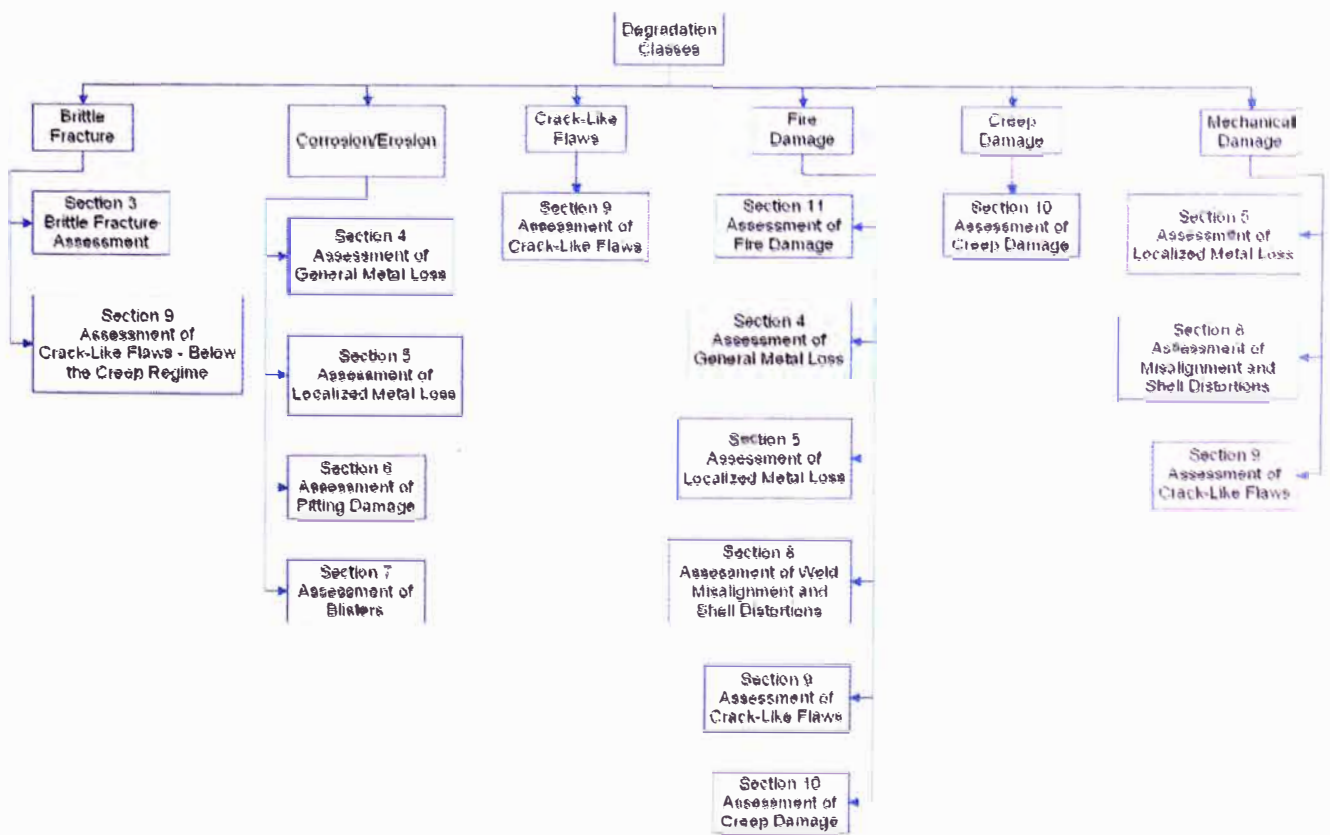 Degradation
Classes
Brittle
Fracture
Corrosion/Erosion
Crack-Like
Flaws
Fire
Damage
Creep
Damage
Mechanical
Damage
Section 3
Brittle Fracture
Assessment
Section 9
Assessment of
Crack-Like Flaws - Below
the Creep Regime
Section 4
Assessment of
General Metal Loss
Section 5
Assessment of
Localized Metal Loss
Section 6
Assessment of
Pitting Damage
Section 7
Assessment of
Blisters
Section 9
Assessment of
Crack-Like Flaws
Section 11
Assessment of
Fire Damage
Section 4
Assessment of
General Metal Loss
Section 5
Assessment of
Localized Metal Loss
Section 8
Assessment of Weld
Misalignment and
Shell Distortions
Section 9
Assessment of
Crack-Like Flaws
Section 10
Assessment of
Creep Damage
Section 10
Assessment of
Creep Damage
Section 5
Assessment of
Localized Metal Loss
Section 8
Assessment of
Misalignment and
Shell Distortions
Section 9
Assessment of
Crack-Like Flaws